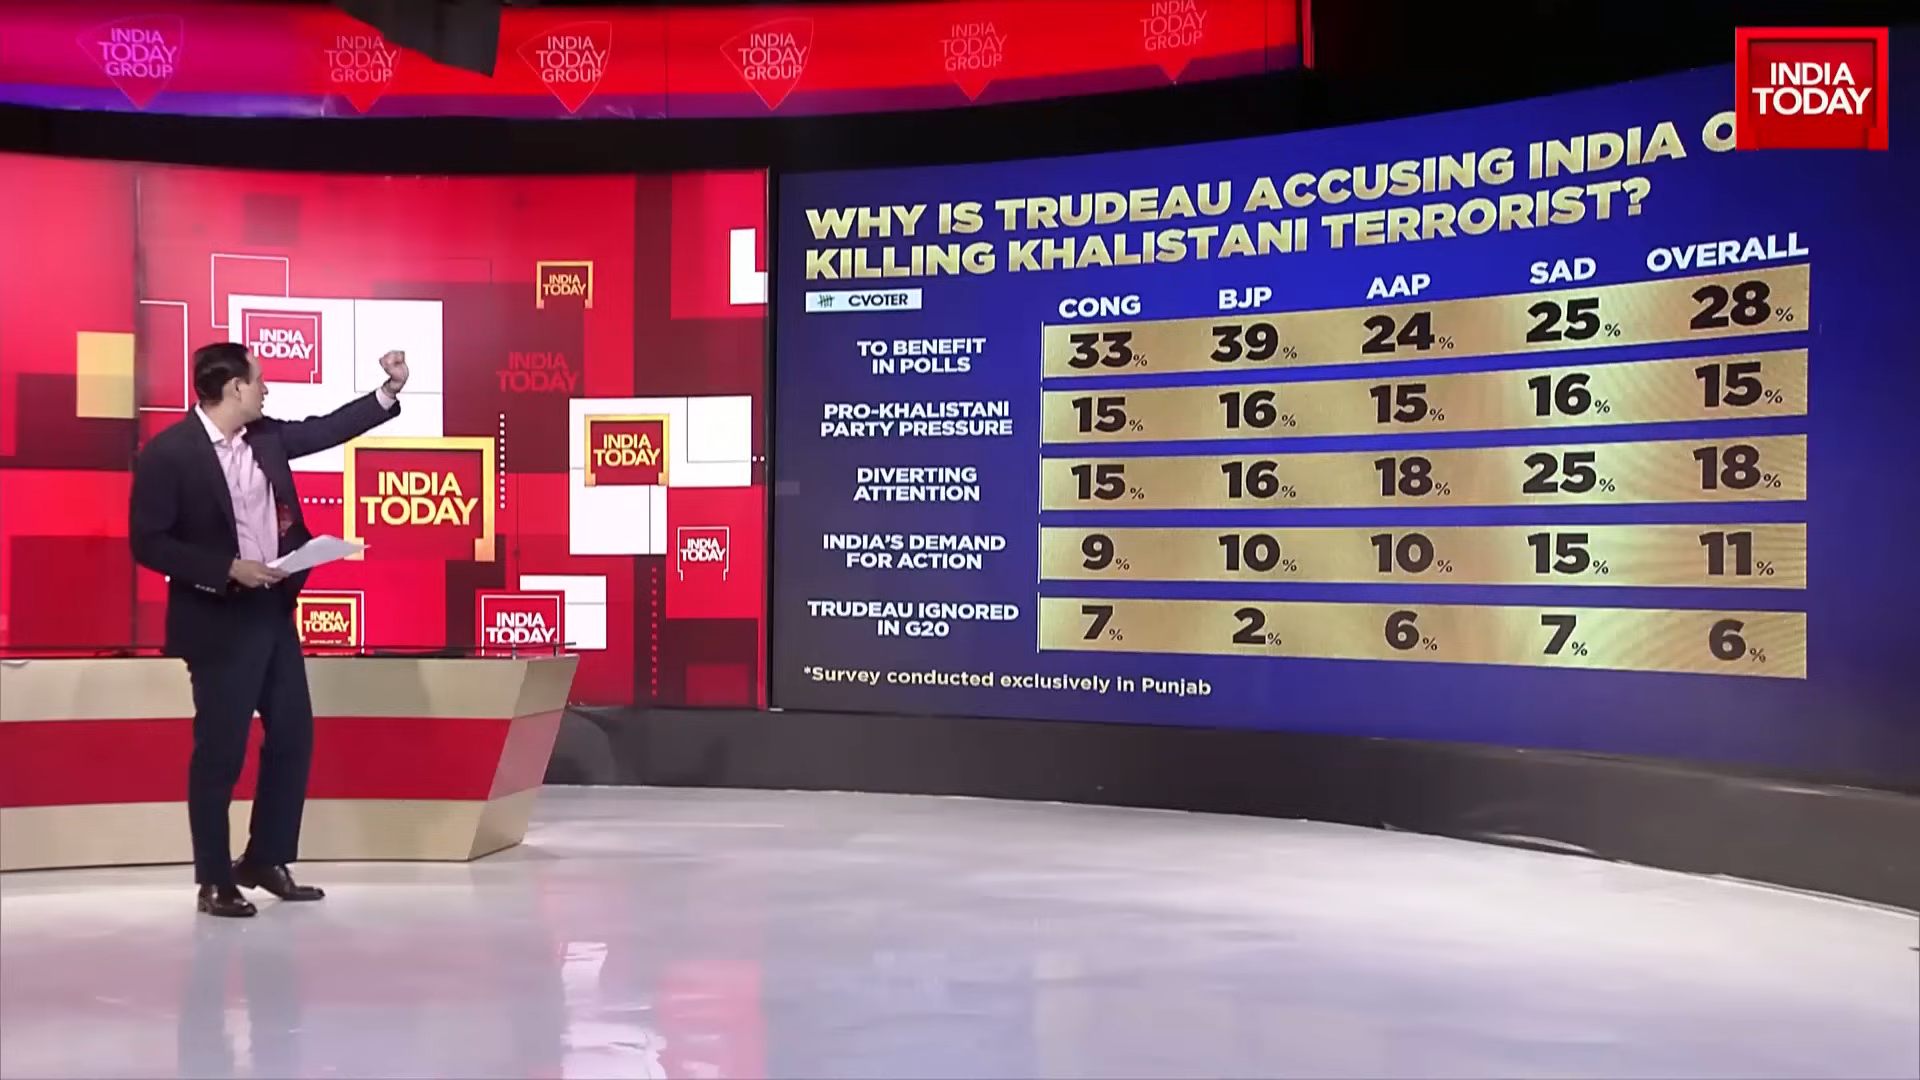 INDIA
TODAY
GROUP
INDIA
TODAY
GROUP
INDIA
TODAY
GROUP
INDIA
TODAY
GROUP
INDIA
TODAY
GROUP
INDIA
TODAY
GROUP
INDIA
TODAY
WHY IS TRUDEAU ACCUSING INDIA O
KILLING KHALISTANI TERRORIST?
CVOTER
CONG BJP AAP SAD OVERALL
TO BENEFIT
IN POLLS
33% 39% 24% 25% 28%
PRO-KHALISTANI
PARTY PRESSURE
15% 16% 15% 16% 15%
DIVERTING
ATTENTION
15% 16% 18% 25% 18%
INDIA'S DEMAND
FOR ACTION
9% 10% 10% 15% 11%
TRUDEAU IGNORED
IN G20
7% 2% 6% 7% 6%
*Survey conducted exclusively in Punjab
INDIA
TODAY
INDIA
TODAY
INDIA
TODAY
INDIA
TODAY
INDIA
TODAY
INDIA
TODAY
INDIA
TODAY
INDIA
TODAY